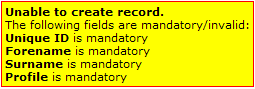 Unable to create record.
The following fields are mandatory/invalid:
Unique ID is mandatory
Forename is mandatory
Surname is mandatory
Profile is mandatory